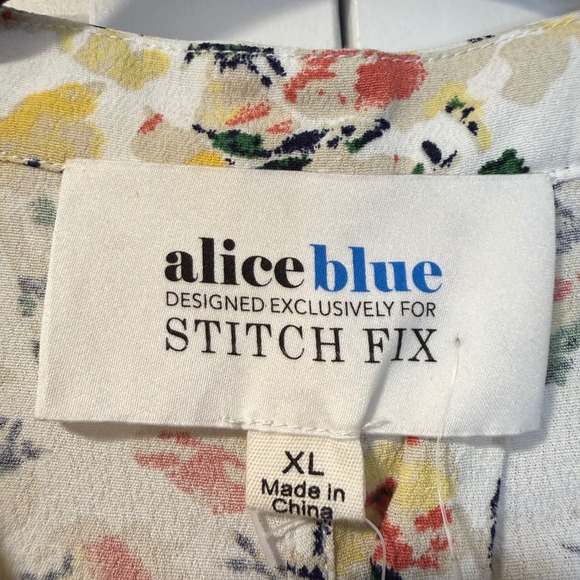 alice blue
DESIGNED EXCLUSIVELY FOR
STITCH FIX
XL
Made in
China